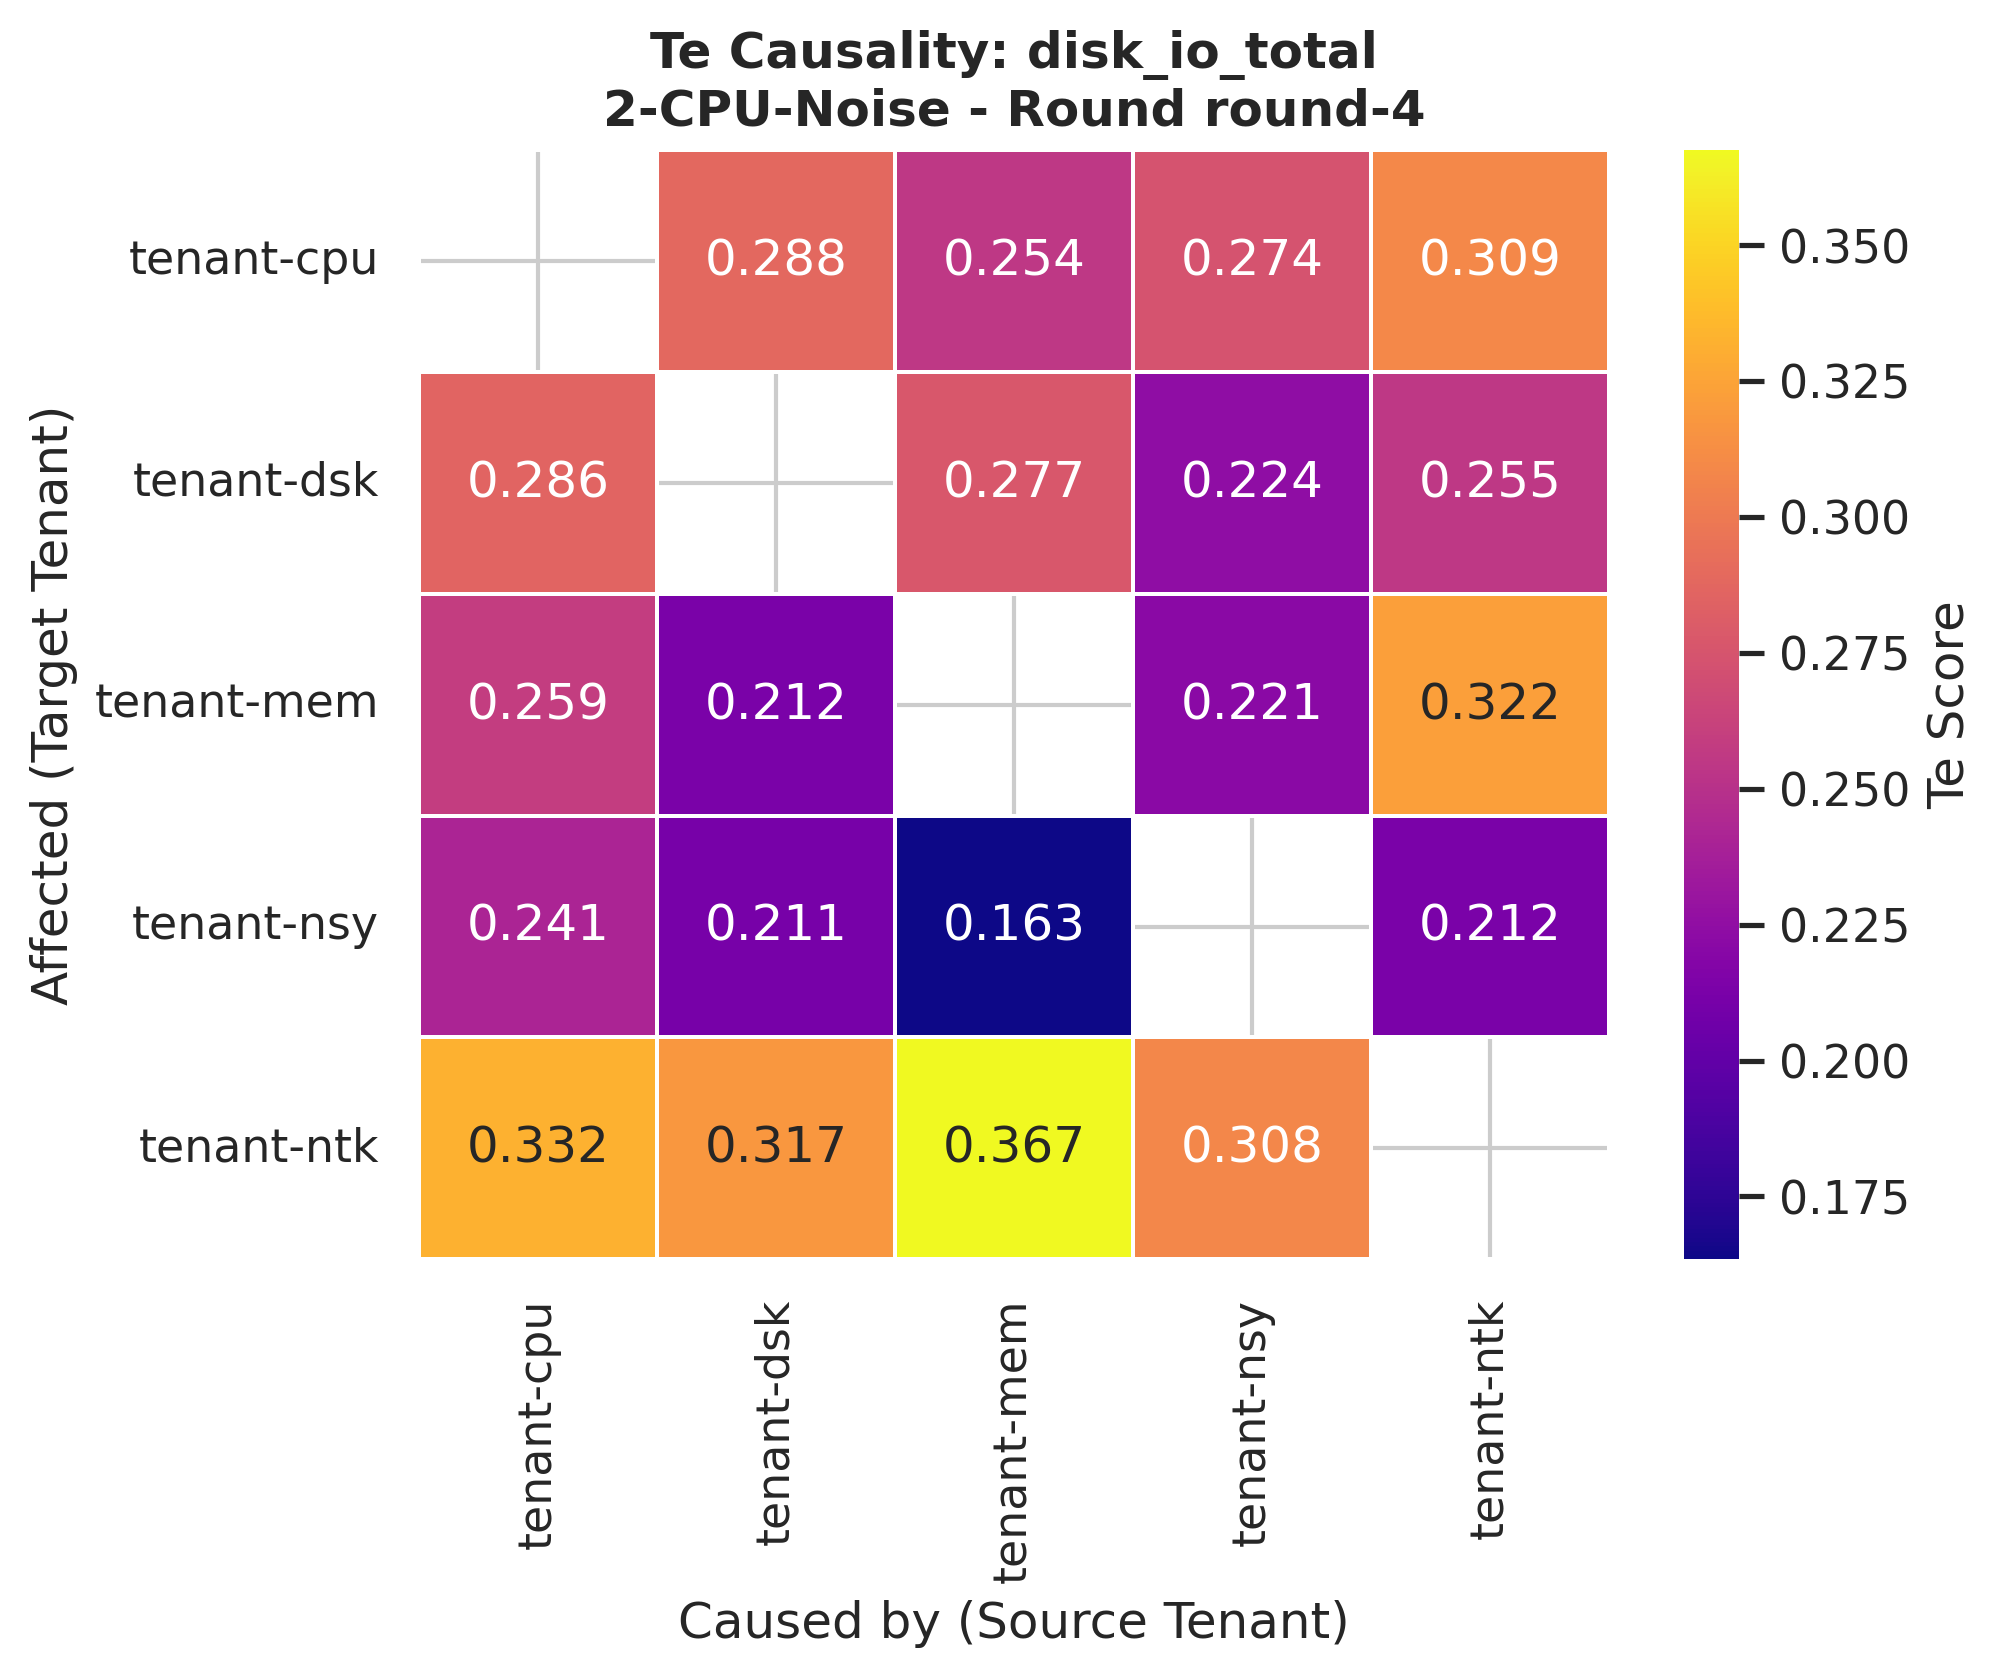 Te Causality: disk_io_total
2-CPU-Noise - Round round-4
tenant-cpu 0.288 0.254 0.274 0.309
tenant-dsk 0.286 0.277 0.224 0.255
tenant-mem 0.259 0.212 0.221 0.322
tenant-nsy 0.241 0.211 0.163 0.212
tenant-ntk 0.332 0.317 0.367 0.308
Affected (Target Tenant)
tenant-cpu
tenant-dsk
tenant-mem
tenant-nsy
tenant-ntk
Caused by (Source Tenant)
0.350
0.325
0.300
0.275
0.250
0.225
0.200
0.175
Te Score